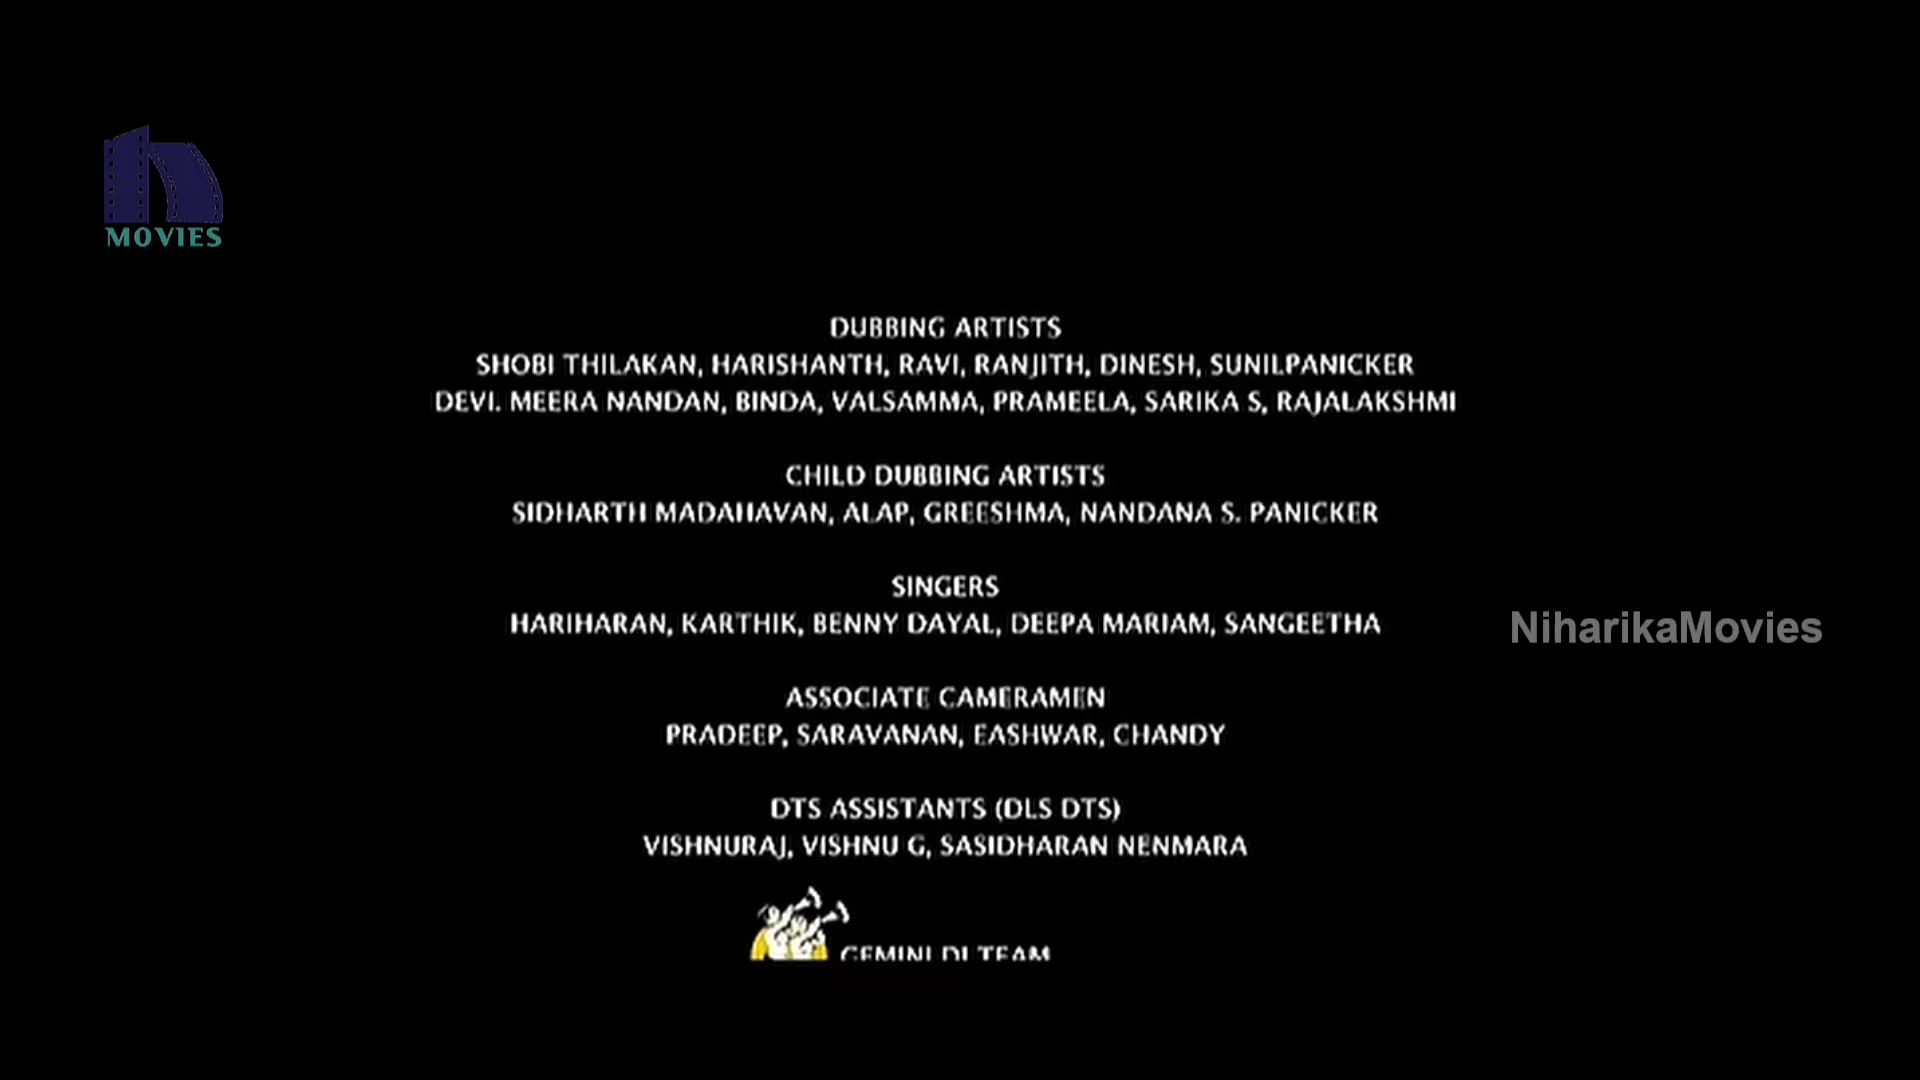 MOVIES
DUBBING ARTISTS
SHOBI THILAKAN, HARISHANTH, RAVI, RANJITH, DINESH, SUNILPANICKER
DEVI. MEERA NANDAN, BINDA, VALSAMMA, PRAMEELA, SARIKA S, RAJALAKSHMI
CHILD DUBBING ARTISTS
SIDHARTH MADAHAVAN, ALAP, GREESHMA, NANDANA S. PANICKER
SINGERS
HARIHARAN, KARTHIK, BENNY DAYAL, DEEPA MARIAM, SANGEETHA
NiharikaMovies
ASSOCIATE CAMERAMEN
PRADEEP, SARAVANAN, EASHWAR, CHANDY
DTS ASSISTANTS (DLS DTS)
VISHNURAJ, VISHNU G, SASIDHARAN NENMARA
GEMINI DI TEAM